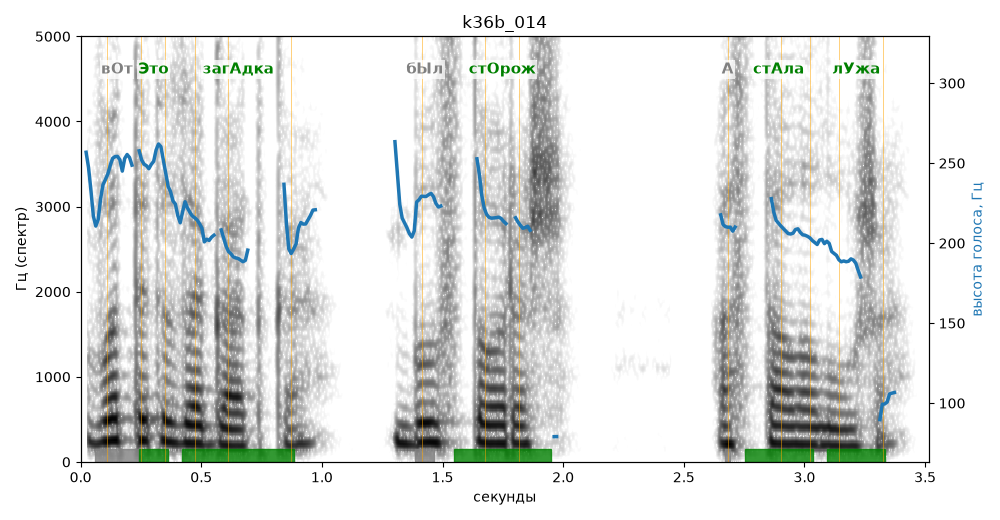 k36b_014
вОт Это загАдка бЫл стОрож А стАла лУжа
5000
4000
3000
2000
1000
0
300
250
200
150
100
Гц (спектр)
высота голоса, Гц
0.0 0.5 1.0 1.5 2.0 2.5 3.0 3.5
секунды